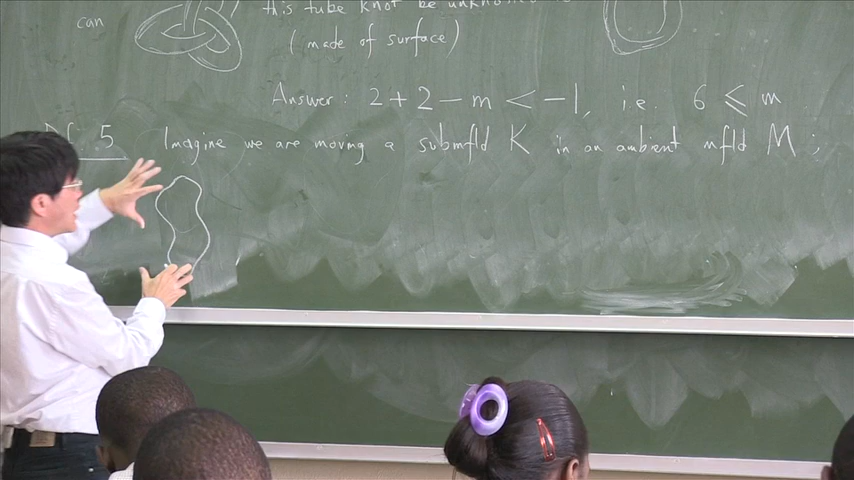 this tube knot be unknotted
can
(made of surface)
Answer: 2+2-m < -1, i.e. 6 ≤ m
5 Imagine we are moving a submfld K in an ambient mfld M;